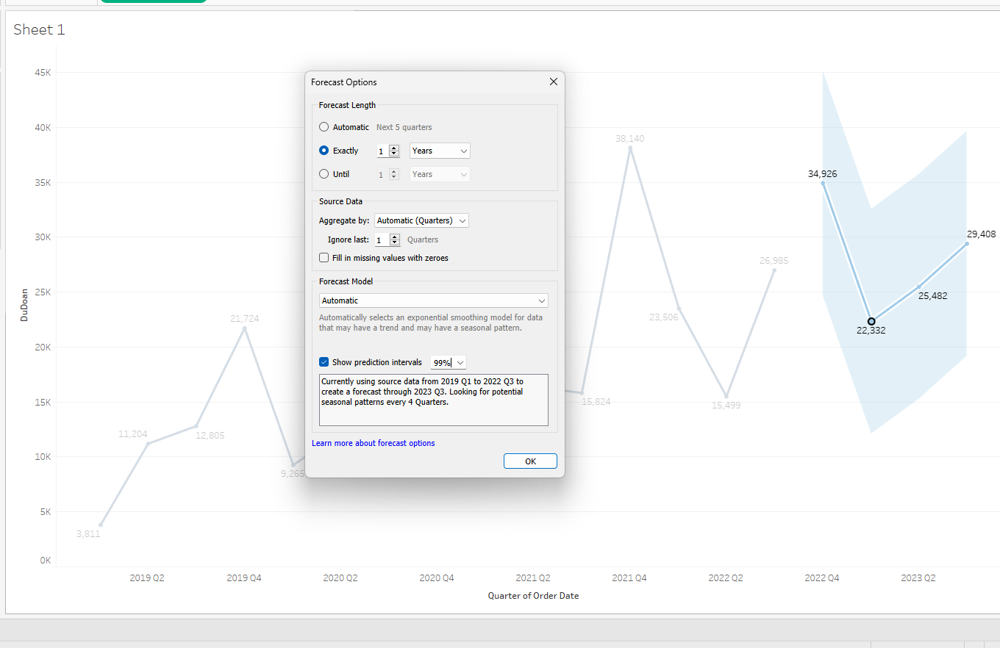 Sheet 1
45K
40K
35K
30K
25K
20K
15K
10K
5K
0K
DuDoan
3,811
11,204
12,805
21,724
9,265
15,824
38,140
23,506
15,499
26,985
34,926
22,332
25,482
29,408
2019 Q2
2019 Q4
2020 Q2
2020 Q4
2021 Q2
2021 Q4
2022 Q2
2022 Q4
2023 Q2
Quarter of Order Date
Forecast Options
Forecast Length
Automatic Next 5 quarters
Exactly 1 Years
Until 1 Years
Source Data
Aggregate by: Automatic (Quarters)
Ignore last: 1 Quarters
Fill in missing values with zeroes
Forecast Model
Automatic
Automatically selects an exponential smoothing model for data
that may have a trend and may have a seasonal pattern.
Show prediction intervals 99%
Currently using source data from 2019 Q1 to 2022 Q3 to
create a forecast through 2023 Q3. Looking for potential
seasonal patterns every 4 Quarters.
Learn more about forecast options
OK